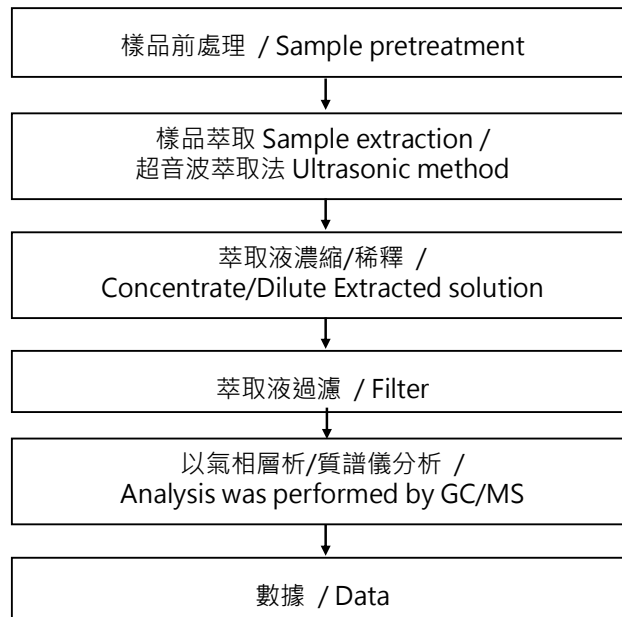 樣品前處理 / Sample pretreatment
樣品萃取 Sample extraction /
超音波萃取法 Ultrasonic method
萃取液濃縮/稀釋 /
Concentrate/Dilute Extracted solution
萃取液過濾 / Filter
以氣相層析/質譜儀分析 /
Analysis was performed by GC/MS
數據 / Data